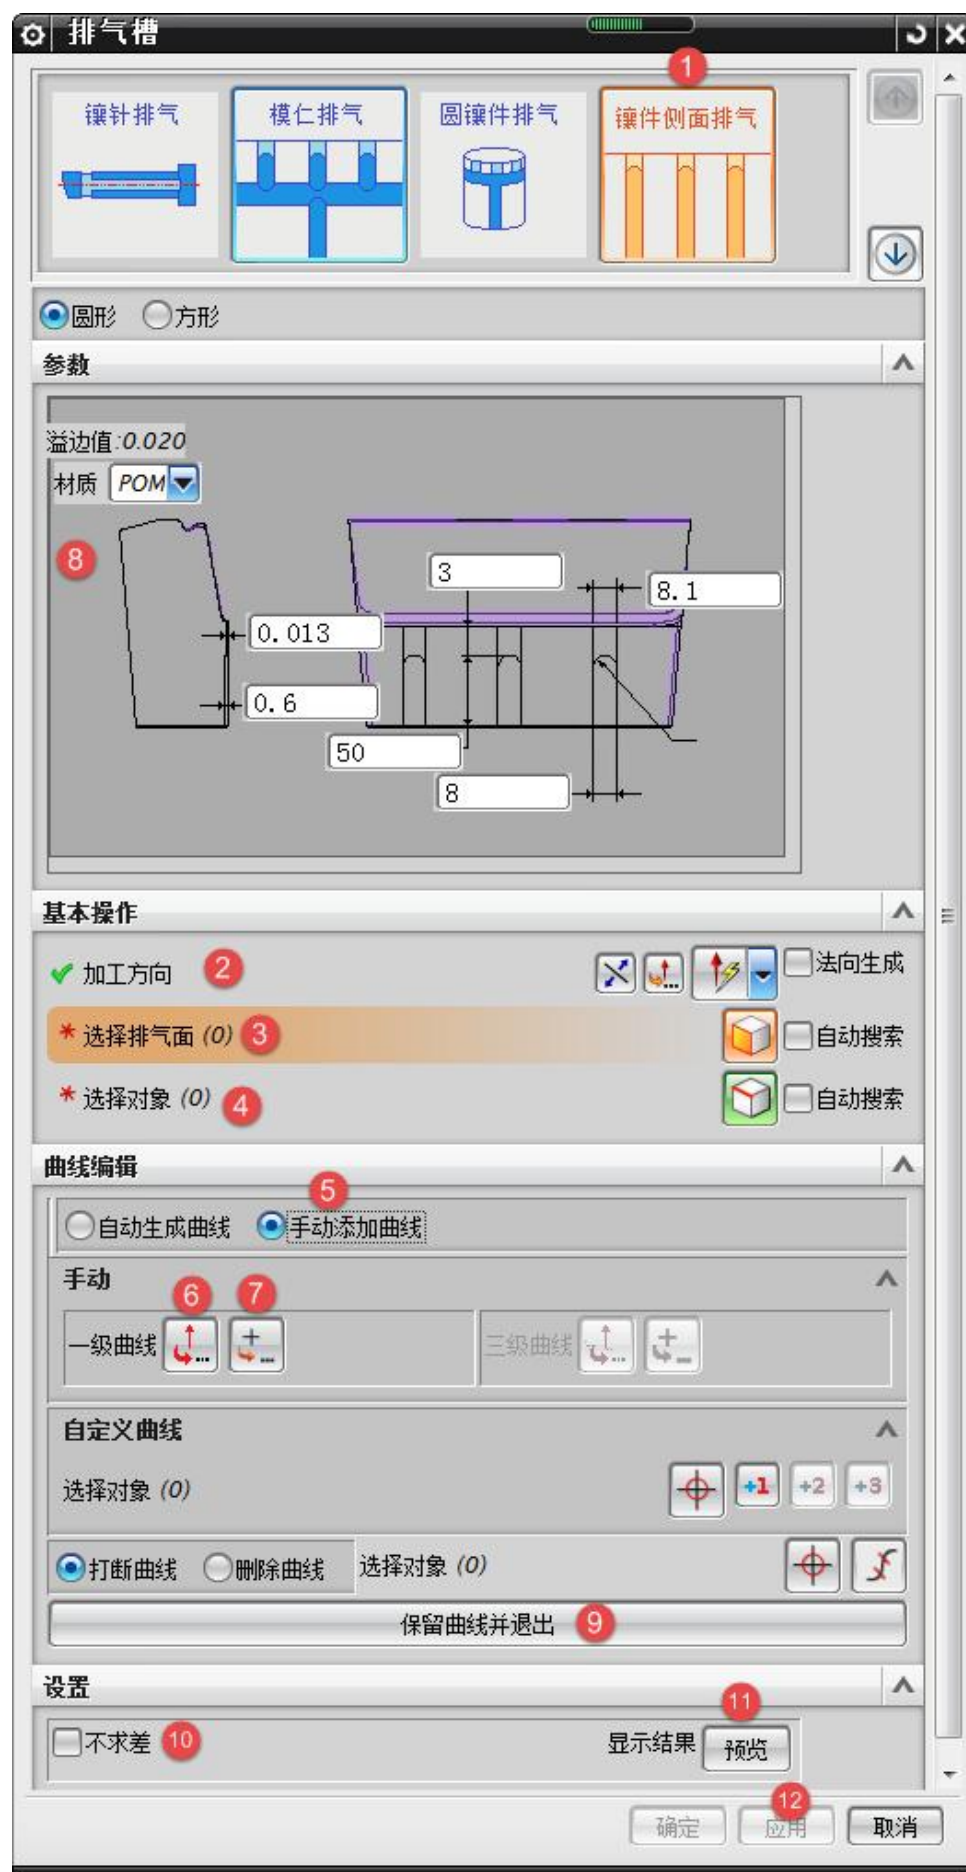 排气槽
1
镶针排气 模仁排气 圆镶件排气 镶件侧面排气
圆形 方形
参数
溢边值:0.020
材质 POM
8
3
8.1
0.013
0.6
50
8
基本操作
加工方向 2 法向生成
* 选择排气面 (0) 3 自动搜索
* 选择对象 (0) 4 自动搜索
曲线编辑
5
自动生成曲线 手动添加曲线
手动
6 7
一级曲线 ... ... 三级曲线 ...
自定义曲线
选择对象 (0) +1 +2 +3
打断曲线 删除曲线 选择对象 (0)
保留曲线并退出 9
设置
11
不求差 10 显示结果 预览
12
确定 应用 取消